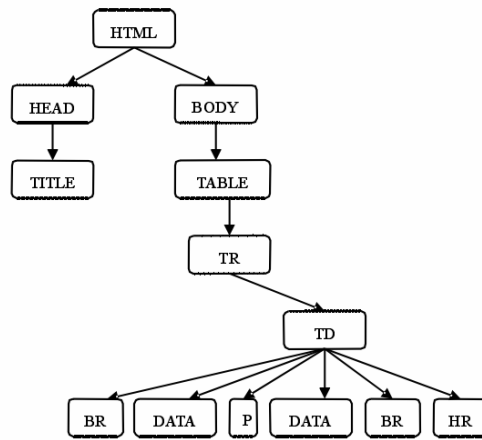 HTML
HEAD BODY
TITLE TABLE
TR
TD
BR DATA P DATA BR HR